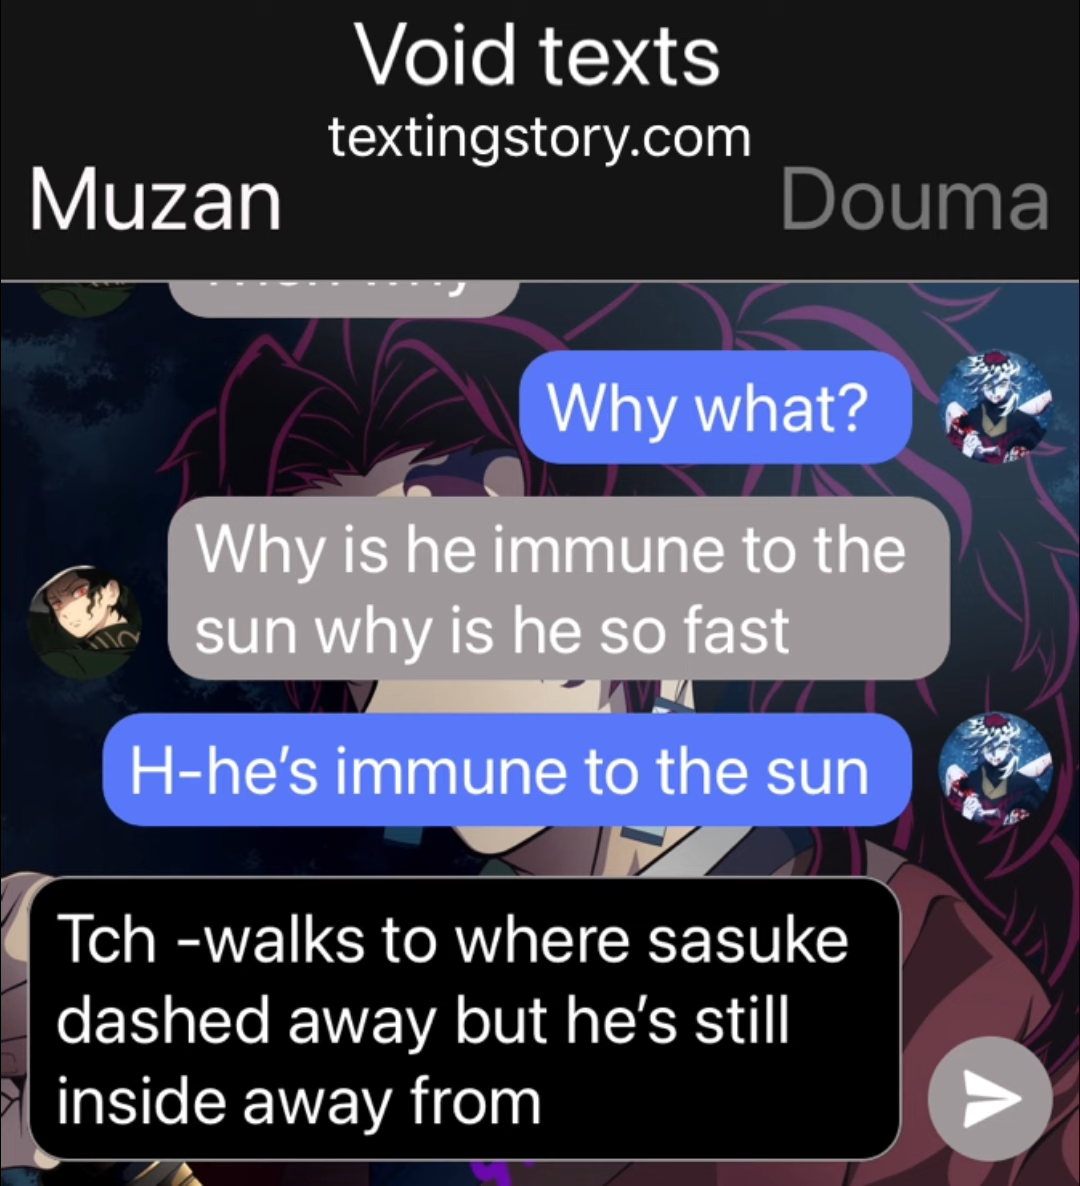 Void texts
textingstory.com
Muzan
Douma
Why what?
Why is he immune to the
sun why is he so fast
H-he's immune to the sun
Tch -walks to where sasuke
dashed away but he's still
inside away from